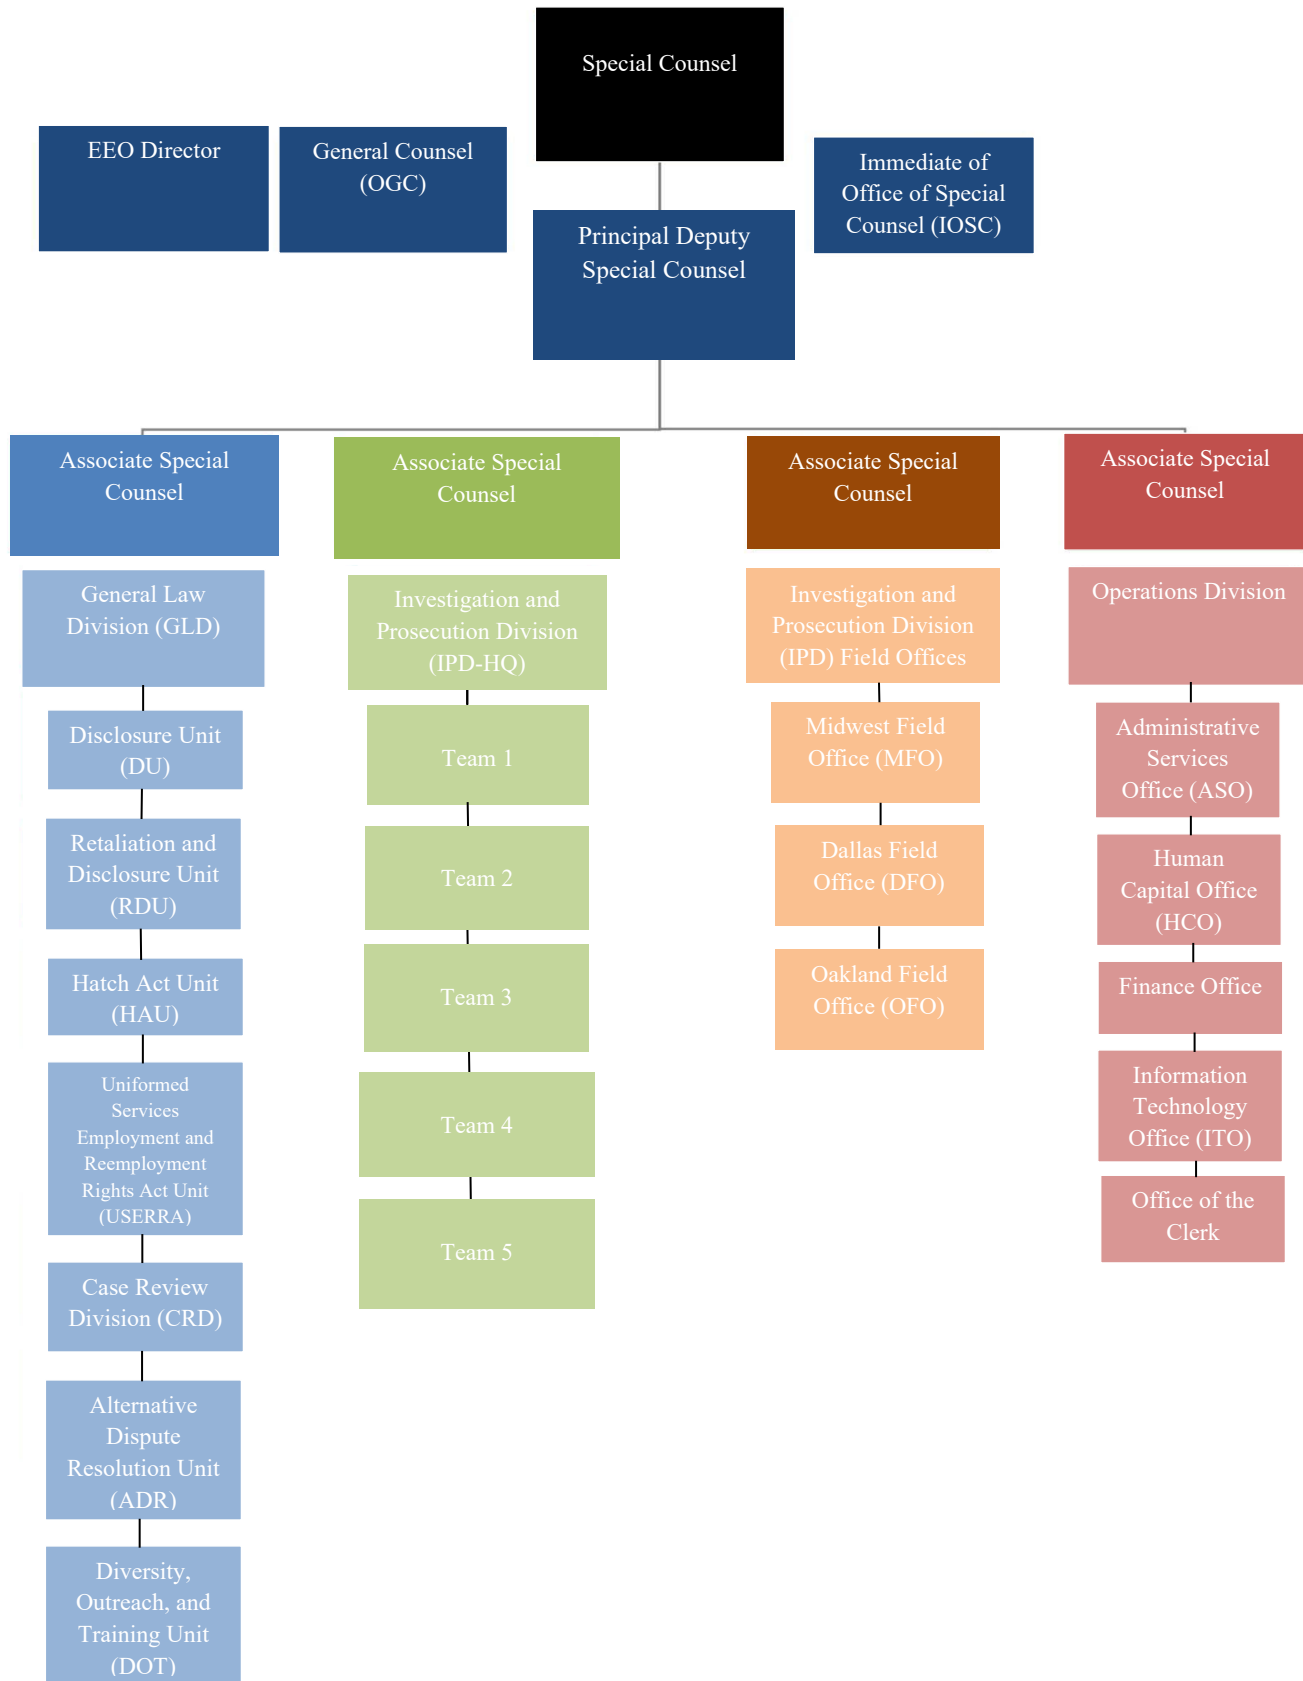 Special Counsel
EEO Director
General Counsel
(OGC)
Immediate of
Office of Special
Counsel (IOSC)
Principal Deputy
Special Counsel
Associate Special
Counsel
General Law
Division (GLD)
Disclosure Unit
(DU)
Retaliation and
Disclosure Unit
(RDU)
Hatch Act Unit
(HAU)
Uniformed
Services
Employment and
Reemployment
Rights Act Unit
(USERRA)
Case Review
Division (CRD)
Alternative
Dispute
Resolution Unit
(ADR)
Diversity,
Outreach, and
Training Unit
(DOT)
Associate Special
Counsel
Investigation and
Prosecution Division
(IPD-HQ)
Team 1
Team 2
Team 3
Team 4
Team 5
Associate Special
Counsel
Investigation and
Prosecution Division
(IPD) Field Offices
Midwest Field
Office (MFO)
Dallas Field
Office (DFO)
Oakland Field
Office (OFO)
Associate Special
Counsel
Operations Division
Administrative
Services
Office (ASO)
Human
Capital Office
(HCO)
Finance Office
Information
Technology
Office (ITO)
Office of the
Clerk